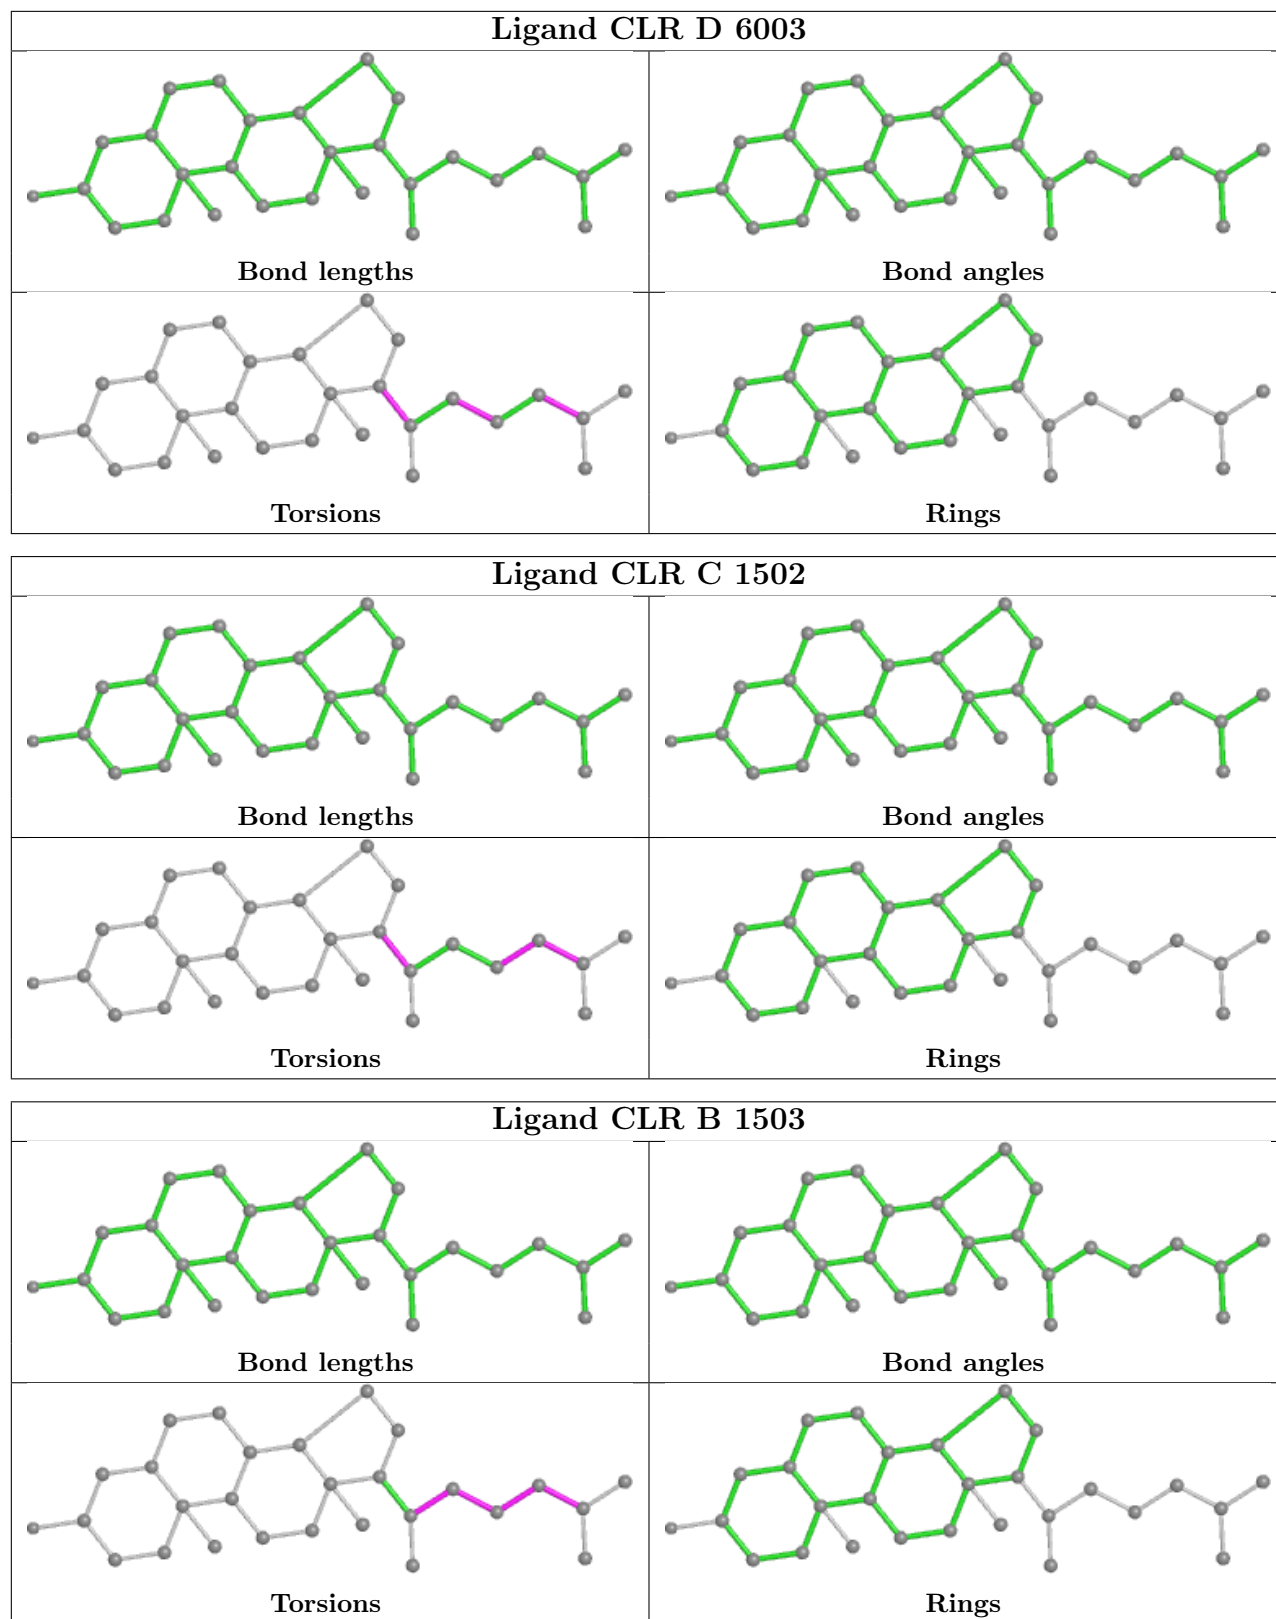 Ligand CLR D 6003
Bond lengths
Bond angles
Torsions
Rings
Ligand CLR C 1502
Bond lengths
Bond angles
Torsions
Rings
Ligand CLR B 1503
Bond lengths
Bond angles
Torsions
Rings